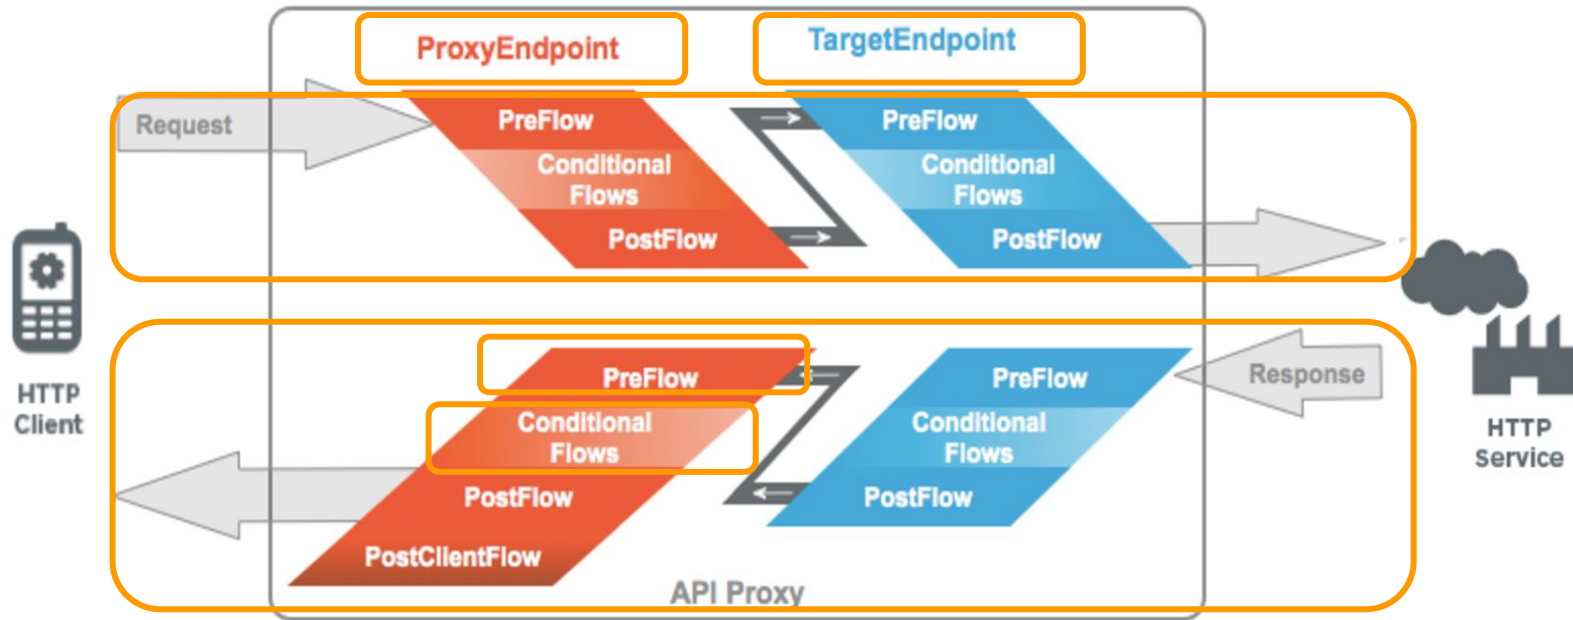 ProxyEndpoint
TargetEndpoint
Request
PreFlow
Conditional
Flows
PostFlow
PreFlow
Conditional
Flows
PostFlow
HTTP
Client
PreFlow
Conditional
Flows
PostFlow
PostClientFlow
PreFlow
Conditional
Flows
PostFlow
Response
HTTP
Service
API Proxy